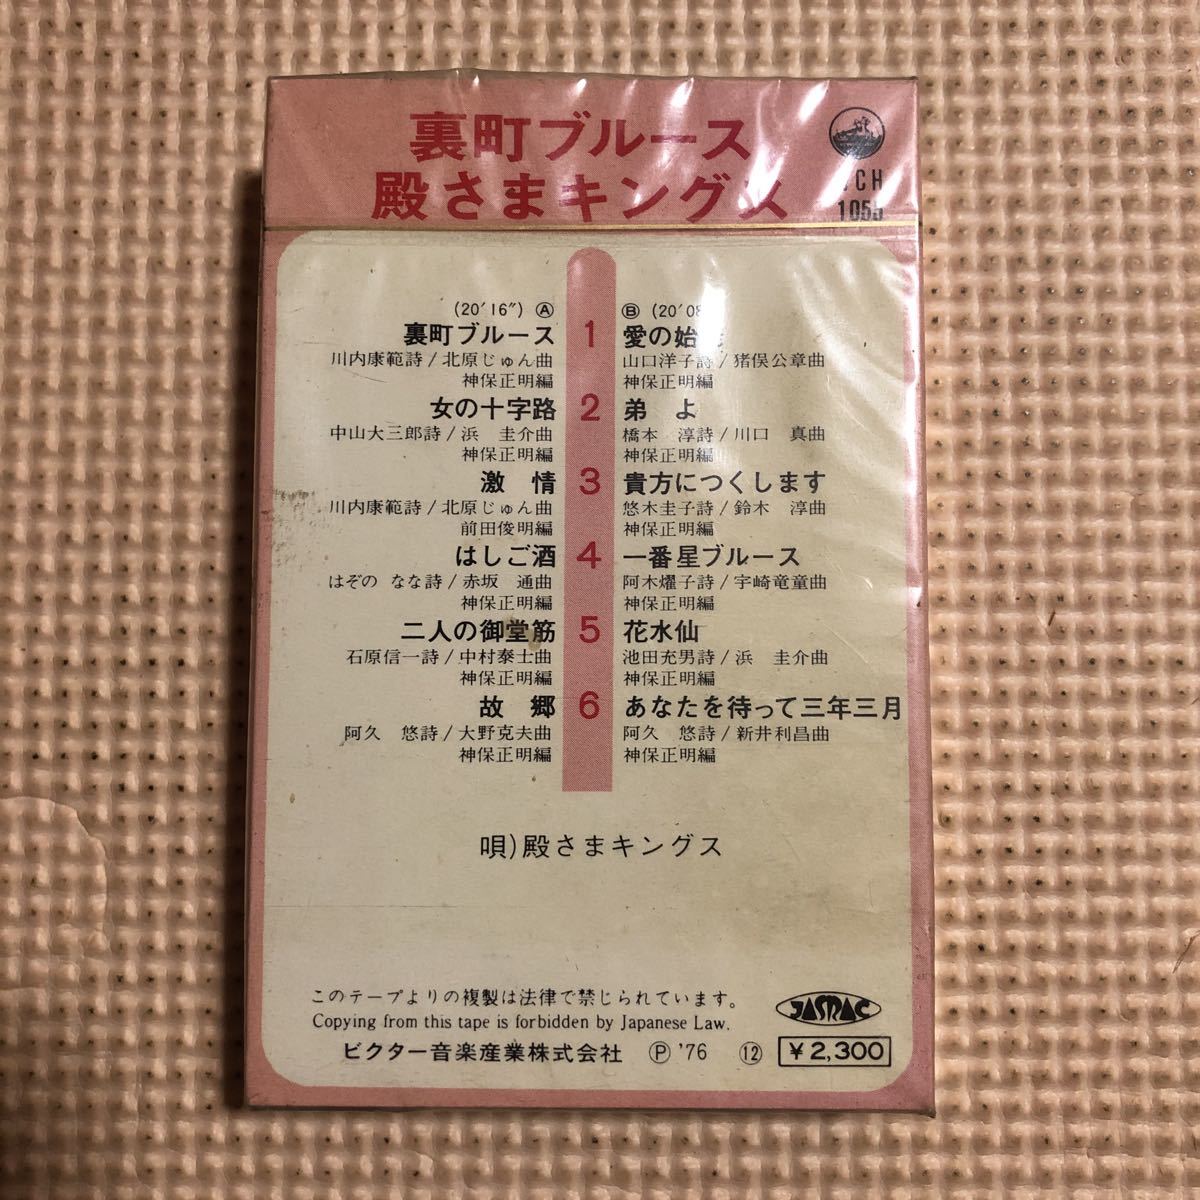 裏町ブルース
殿さまキングス
CH
1055
(20′16″) Ⓐ
裏町ブルース 1
川内康範詩/北原じゅん曲
神保正明編
女の十字路 2
中山大三郎詩/浜 圭介曲
神保正明編
激 情 3
川内康範詩/北原じゅん曲
前田俊明編
はしご酒 4
はぞの なな詩/赤坂 通曲
神保正明編
二人の御堂筋 5
石原信一詩/中村泰士曲
神保正明編
故 郷 6
阿久 悠詩/大野克夫曲
神保正明編
Ⓑ (20′08
愛の始
山口洋子詩/猪俣公章曲
神保正明編
弟 よ
橋本 淳詩/川口 真曲
神保正明編
貴方につくします
悠木圭子詩/鈴木 淳曲
神保正明編
一番星ブルース
阿木燿子詩/宇崎竜童曲
神保正明編
花水仙
池田充男詩/浜 圭介曲
神保正明編
あなたを待って三年三月
阿久 悠詩/新井利昌曲
神保正明編
唄)殿さまキングス
このテープよりの複製は法律で禁じられています。
Copying from this tape is forbidden by Japanese Law.
JASRAC
ビクター音楽産業株式会社 Ⓟ '76 ⑫ ¥2,300